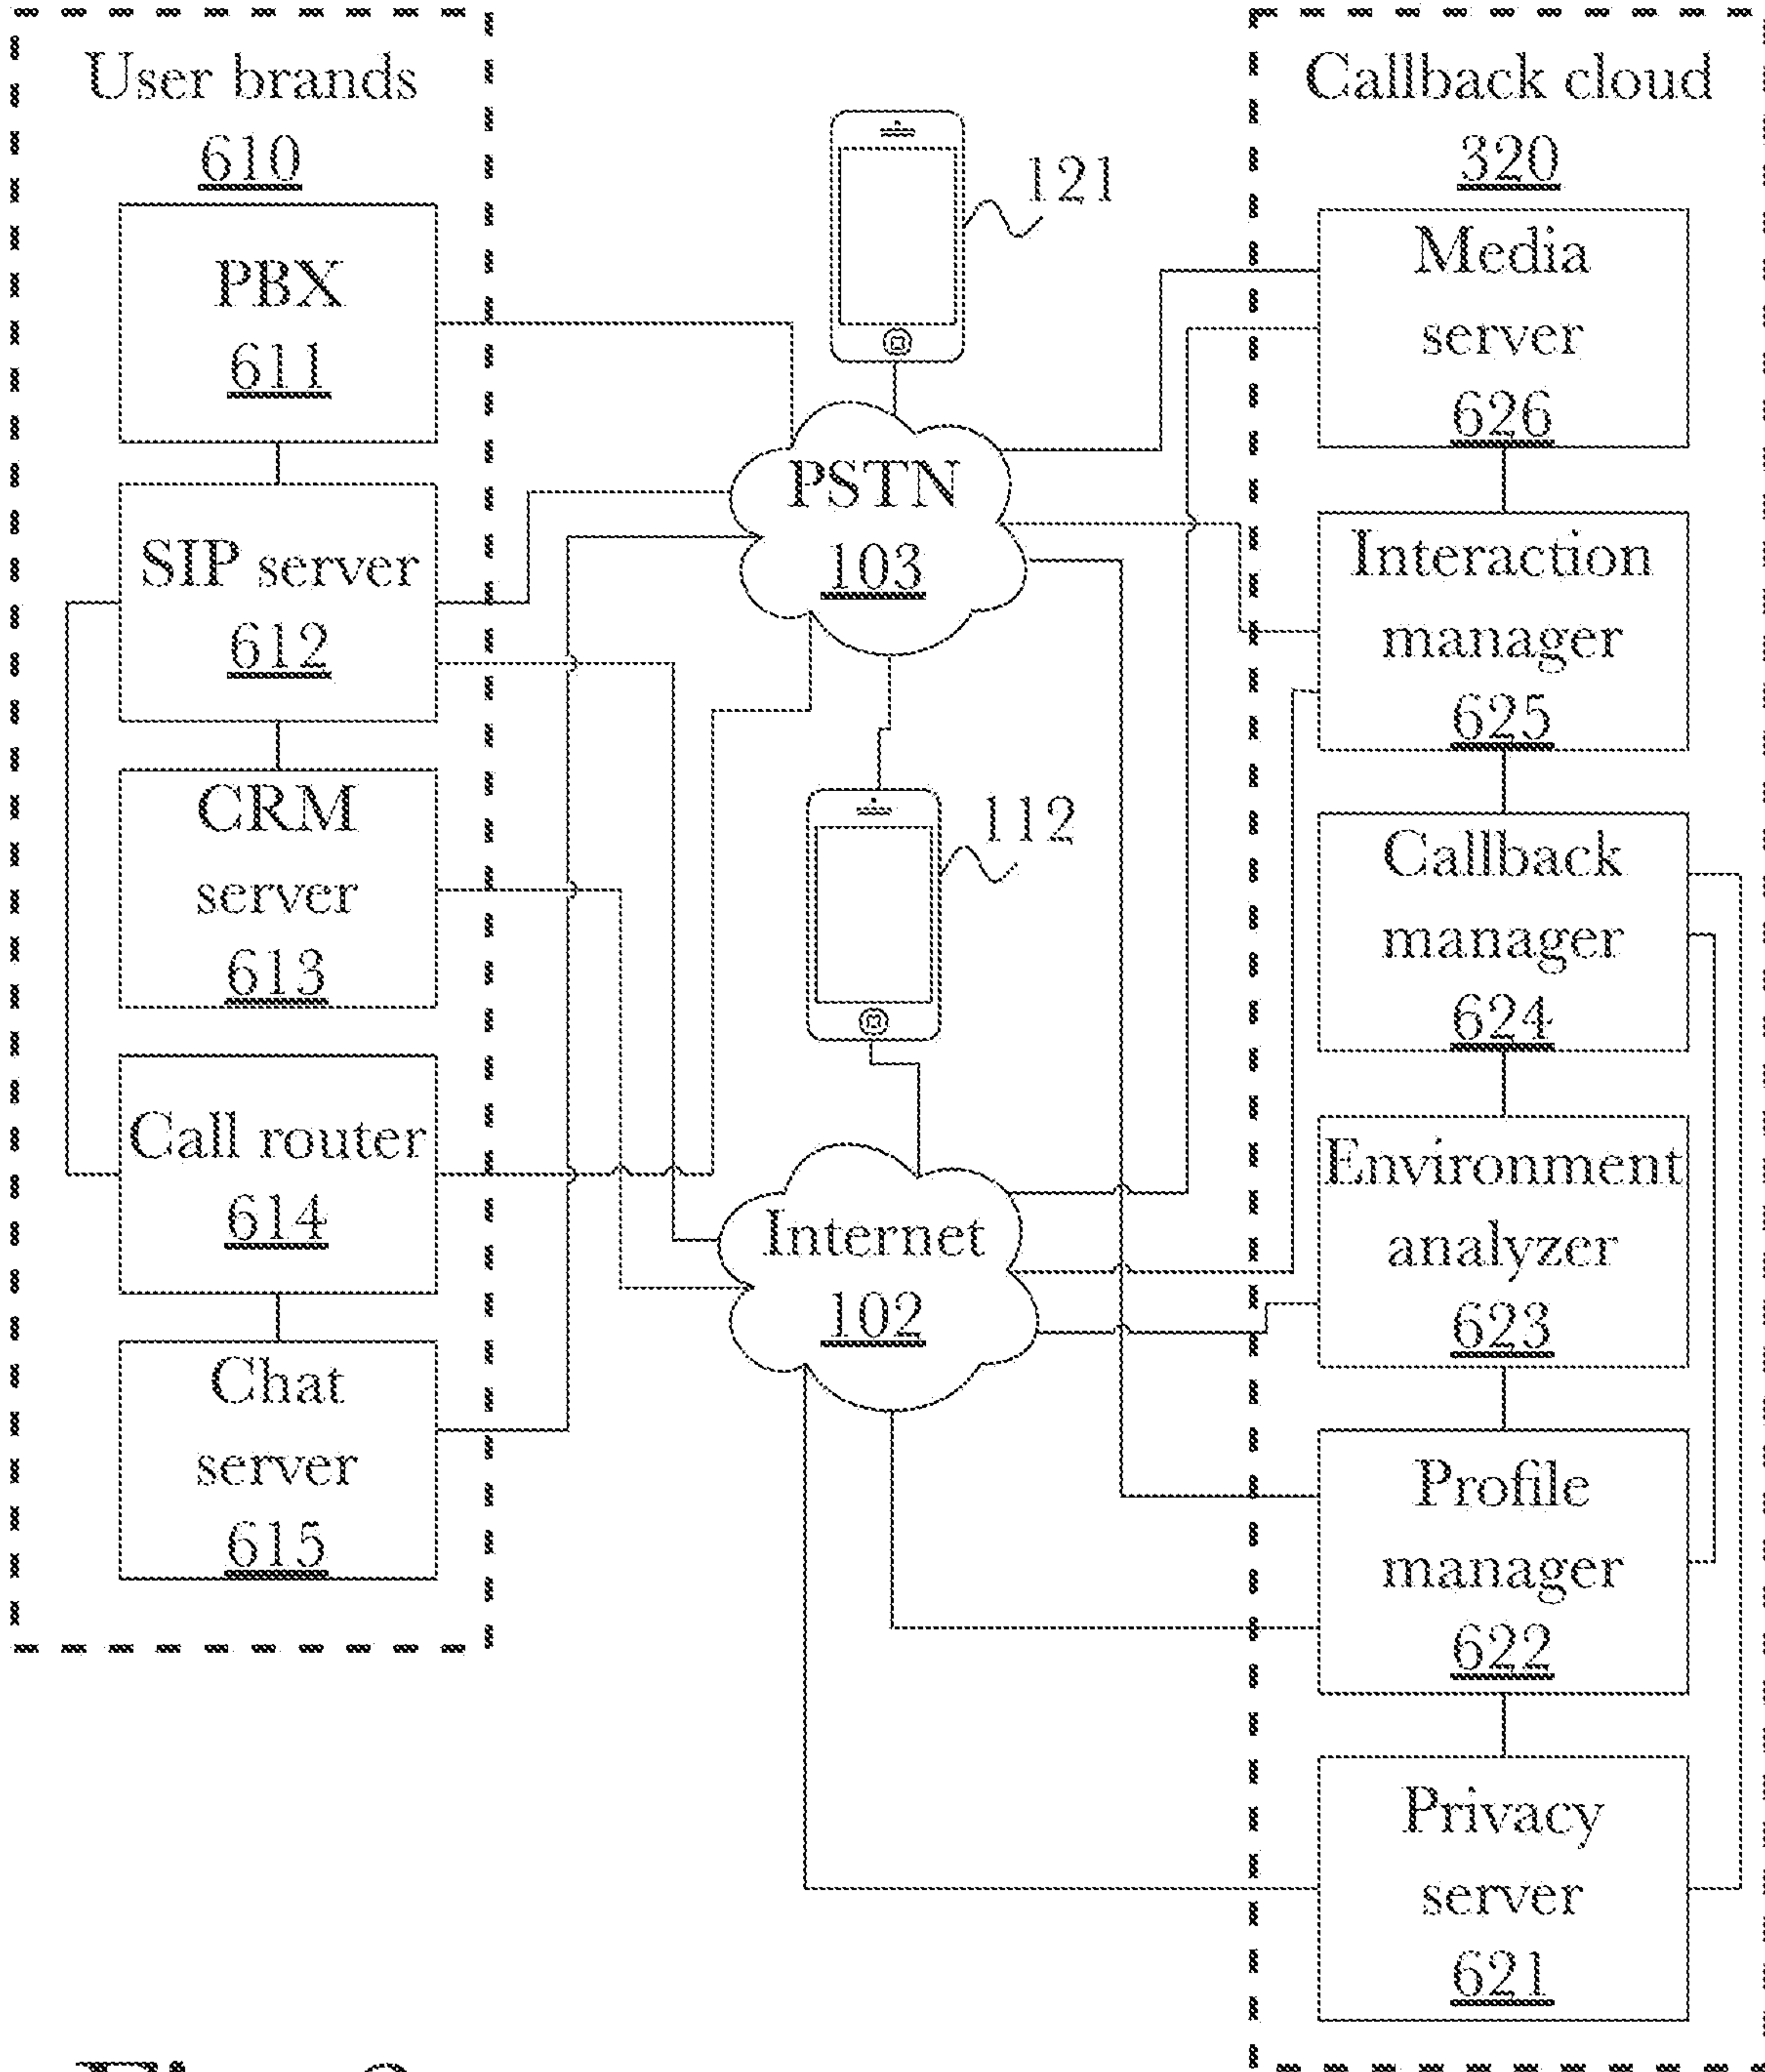 User brands
610
PBX
611
SIP server
612
CRM
server
613
Call router
614
Chat
server
615
121
PSTN
103
112
Internet
102
Callback cloud
320
Media
server
626
Interaction
manager
625
Callback
manager
624
Environment
analyzer
623
Profile
manager
622
Privacy
server
621